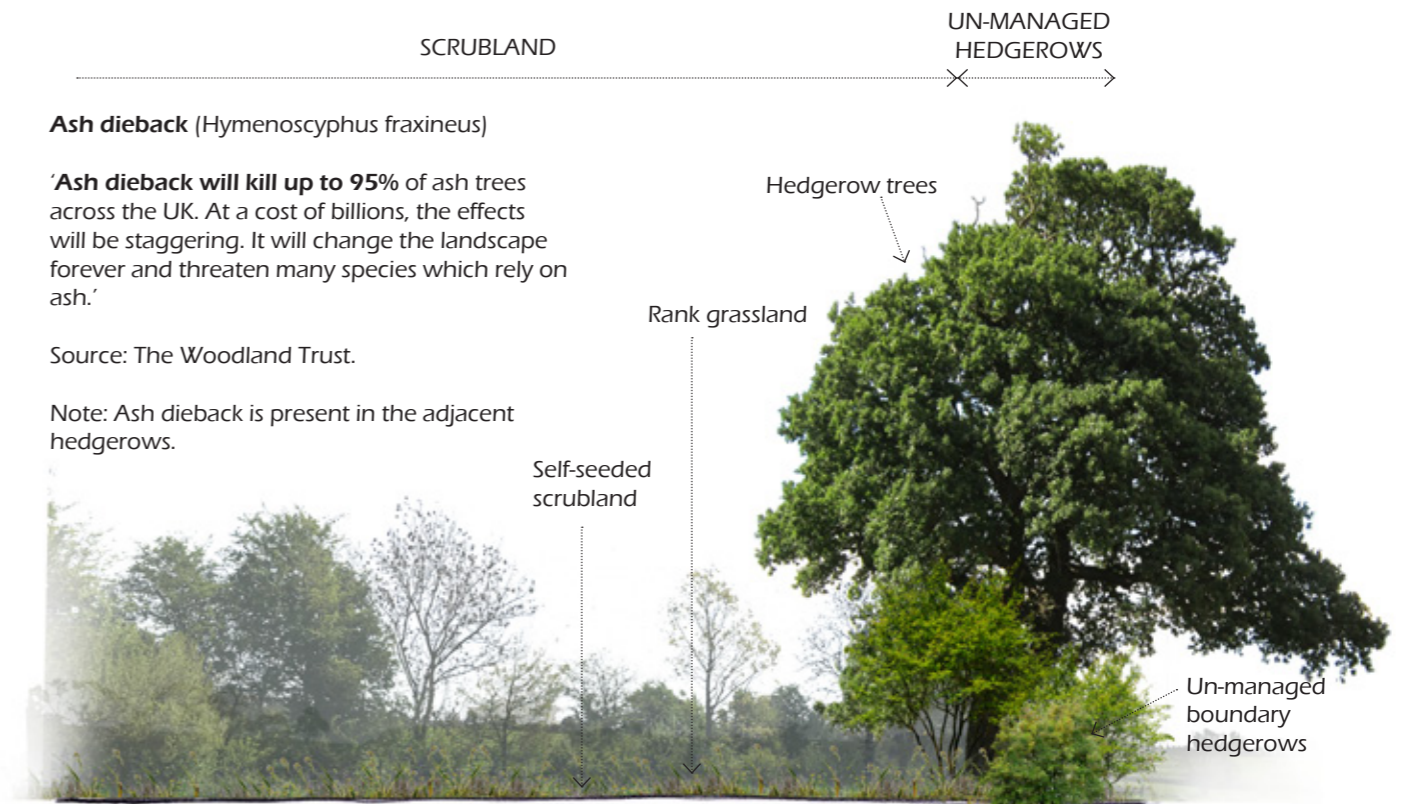 SCRUBLAND
UN-MANAGED
HEDGEROWS
Ash dieback (Hymenoscyphus fraxineus)
‘Ash dieback will kill up to 95% of ash trees
across the UK. At a cost of billions, the effects
will be staggering. It will change the landscape
forever and threaten many species which rely on
ash.’
Source: The Woodland Trust.
Note: Ash dieback is present in the adjacent
hedgerows.
Hedgerow trees
Rank grassland
Self-seeded
scrubland
Un-managed
boundary
hedgerows